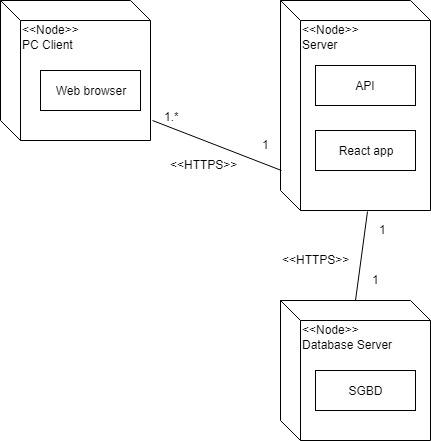 <<Node>>
PC Client
Web browser
<<Node>>
Server
API
React app
1.*
1
<<HTTPS>>
1
<<HTTPS>>
1
<<Node>>
Database Server
SGBD